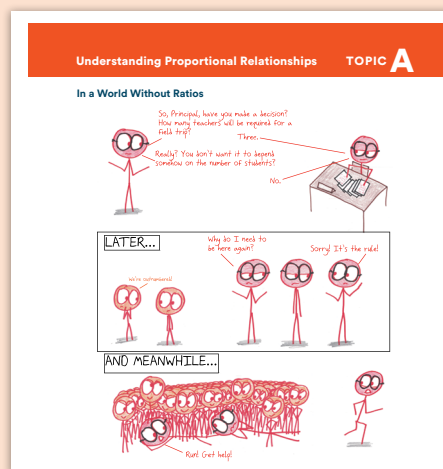 Understanding Proportional Relationships TOPIC A
In a World Without Ratios
So, Principal, have you made a decision?
How many teachers will be required for a
field trip?
Three.
Really? You don't want it to depend
somehow on the number of students?
No.
LATER...
Why do I need to
be here again?
Sorry! It's the rule!
We're outnumbered!
AND MEANWHILE...
Run! Get help!